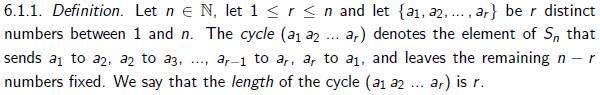 6.1.1. Definition. Let n ∈ ℕ, let 1 ≤ r ≤ n and let {a₁, a₂, ... , aᵣ} be r distinct
numbers between 1 and n. The cycle (a₁ a₂ ... aᵣ) denotes the element of Sₙ that
sends a₁ to a₂, a₂ to a₃, ..., aᵣ₋₁ to aᵣ, aᵣ to a₁, and leaves the remaining n − r
numbers fixed. We say that the length of the cycle (a₁ a₂ ... aᵣ) is r.